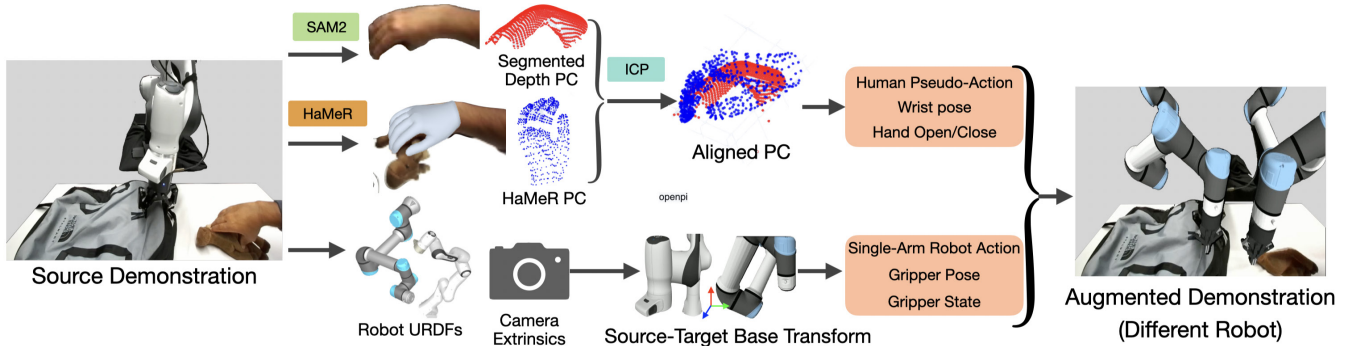 SAM2
Segmented
Depth PC
ICP
Human Pseudo-Action
Wrist pose
Hand Open/Close
HaMeR
Aligned PC
HaMeR PC
openpi
Source Demonstration
Single-Arm Robot Action
Gripper Pose
Gripper State
Robot URDFs
Camera
Extrinsics
Source-Target Base Transform
Augmented Demonstration
(Different Robot)